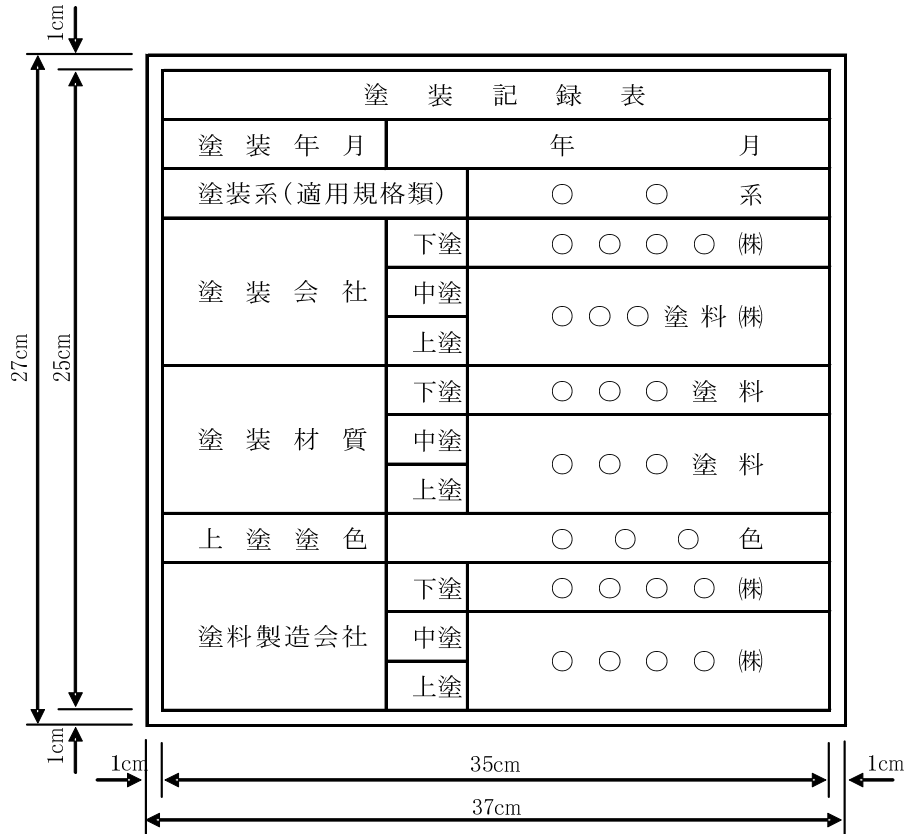 1cm
塗装記録表
塗装年月 年 月
塗装系(適用規格類) ○ ○ 系
塗装会社 下塗 ○○○○㈱
中塗 ○○○塗料㈱
上塗
塗装材質 下塗 ○○○塗料
中塗 ○○○塗料
上塗
上塗塗色 ○○○色
塗料製造会社 下塗 ○○○○㈱
中塗 ○○○○㈱
上塗
27cm
25cm
1cm
1cm
35cm
1cm
37cm